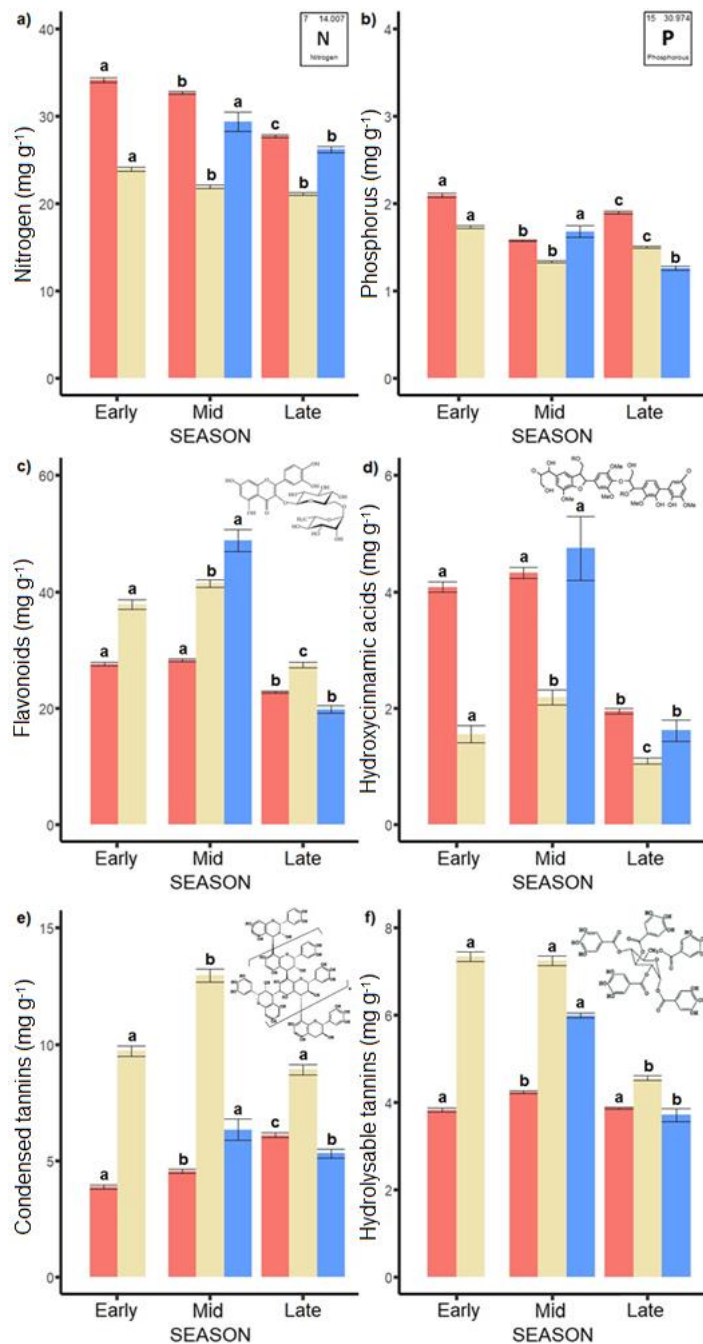 a)
7 14.007
N
Nitrogen
Nitrogen (mg g⁻¹)
40
30
20
10
0
a
a
b
b
a
c
b
b
Early
Mid
Late
SEASON
b)
15 30.974
P
Phosphorous
Phosphorus (mg g⁻¹)
4
3
2
1
0
a
a
b
b
a
c
c
b
Early
Mid
Late
SEASON
c)
Flavonoids (mg g⁻¹)
60
40
20
0
a
a
a
b
a
b
c
b
Early
Mid
Late
SEASON
d)
Hydroxycinnamic acids (mg g⁻¹)
6
4
2
0
a
a
a
b
a
b
c
b
Early
Mid
Late
SEASON
e)
Condensed tannins (mg g⁻¹)
15
10
5
0
a
a
b
b
a
c
a
b
Early
Mid
Late
SEASON
f)
Hydrolysable tannins (mg g⁻¹)
8
6
4
2
0
a
a
b
a
a
a
b
b
Early
Mid
Late
SEASON